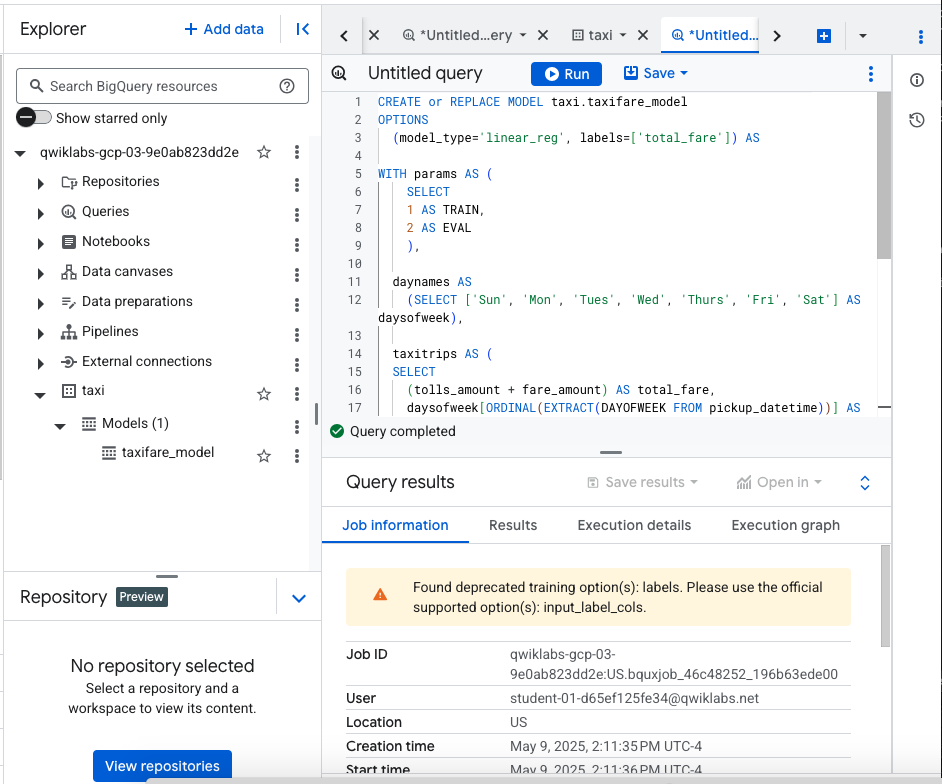 Explorer
+ Add data
Search BigQuery resources
Show starred only
qwiklabs-gcp-03-9e0ab823dd2e
Repositories
Queries
Notebooks
Data canvases
Data preparations
Pipelines
External connections
taxi
Models (1)
taxifare_model
Repository Preview
No repository selected
Select a repository and a
workspace to view its content.
View repositories
*Untitled...ery
taxi
*Untitled...
Untitled query
Run
Save
1 CREATE or REPLACE MODEL taxi.taxifare_model
2 OPTIONS
3 (model_type='linear_reg', labels=['total_fare']) AS
4
5 WITH params AS (
6 SELECT
7 1 AS TRAIN,
8 2 AS EVAL
9 ),
10
11 daynames AS
12 (SELECT ['Sun', 'Mon', 'Tues', 'Wed', 'Thurs', 'Fri', 'Sat'] AS
daysofweek),
13
14 taxitrips AS (
15 SELECT
16 (tolls_amount + fare_amount) AS total_fare,
17 daysofweek[ORDINAL(EXTRACT(DAYOFWEEK FROM pickup_datetime))] AS
Query completed
Query results
Save results
Open in
Job information
Results
Execution details
Execution graph
Found deprecated training option(s): labels. Please use the official
supported option(s): input_label_cols.
Job ID qwiklabs-gcp-03-
9e0ab823dd2e:US.bquxjob_46c48252_196b63ede00
User student-01-d65ef125fe34@qwiklabs.net
Location US
Creation time May 9, 2025, 2:11:35 PM UTC-4
Start time May 9, 2025, 2:11:36 PM UTC-4